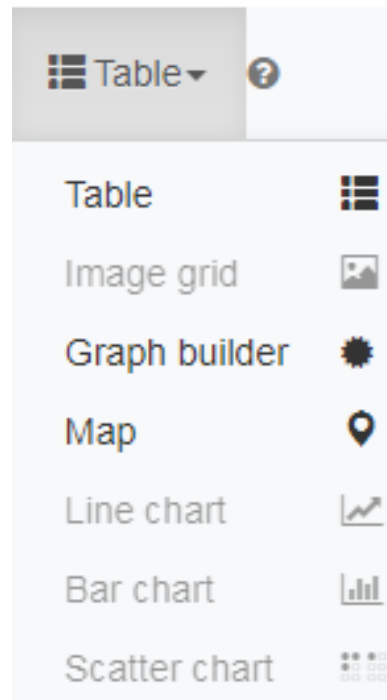 Table
Table
Image grid
Graph builder
Map
Line chart
Bar chart
Scatter chart